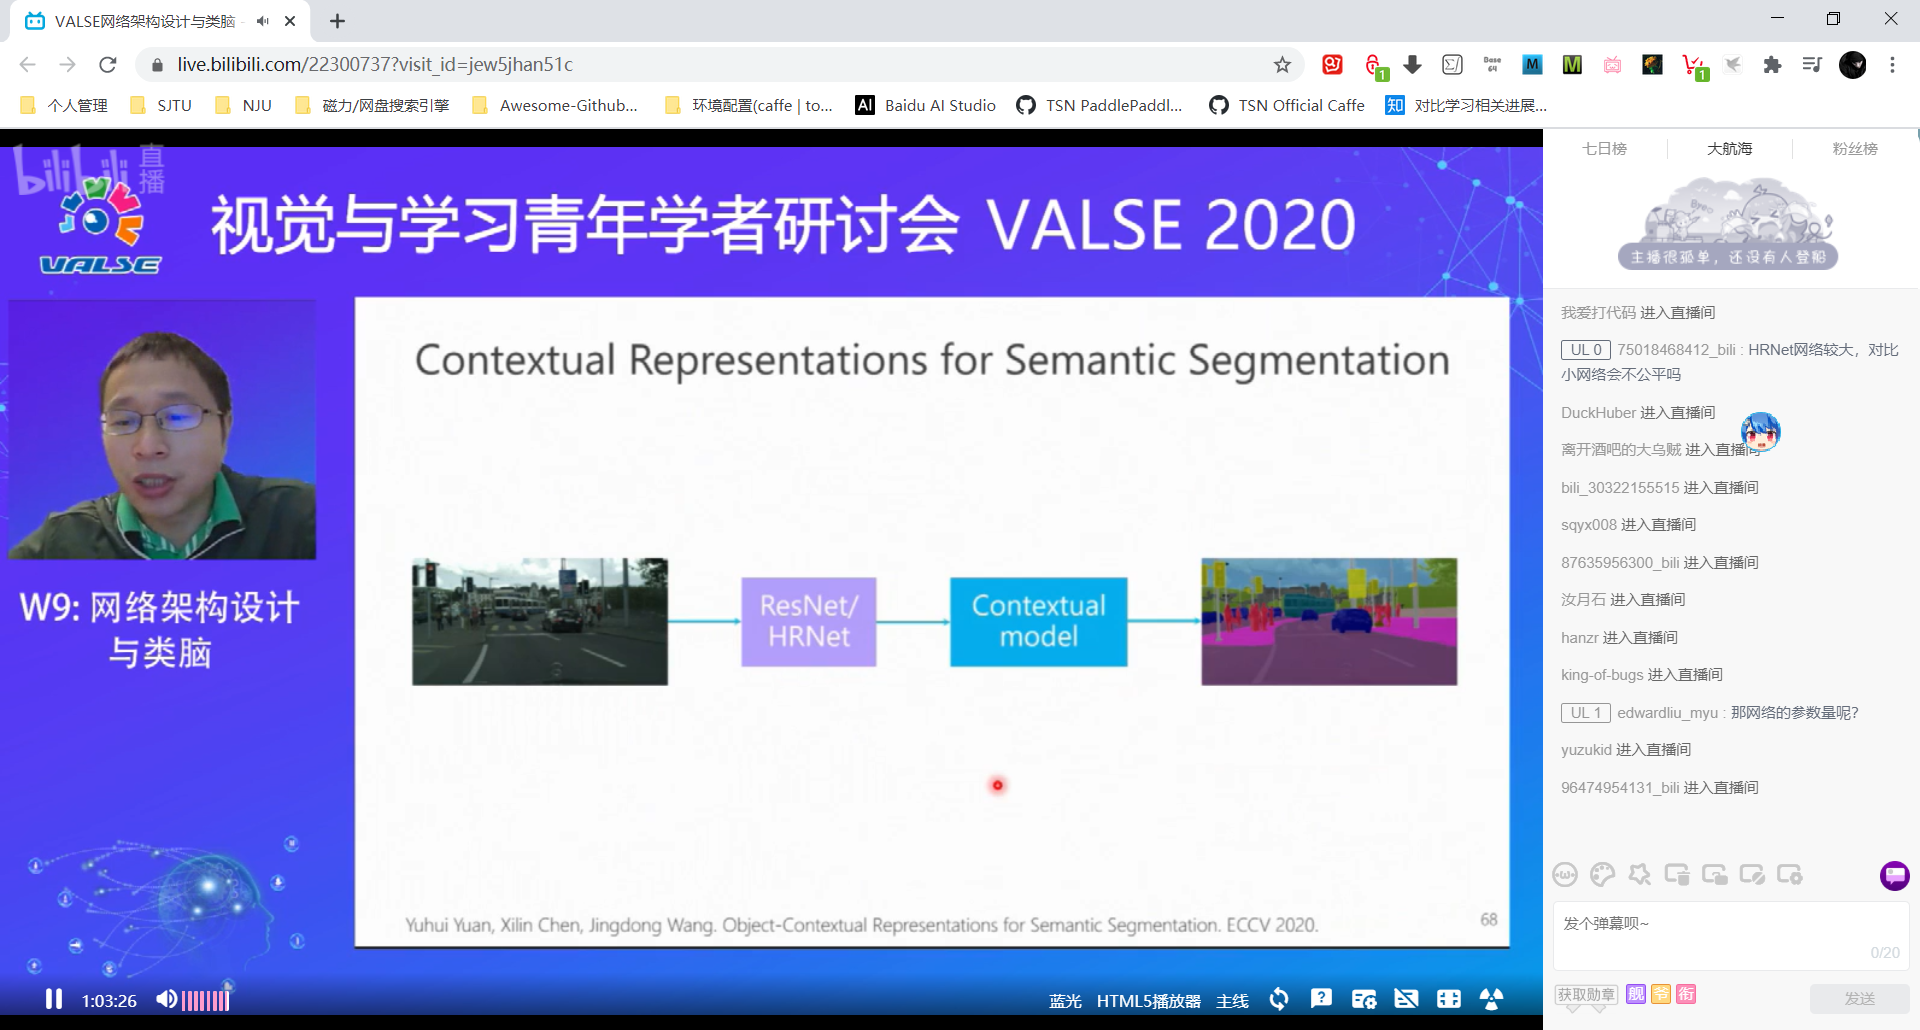 VALSE网络架构设计与类脑
live.bilibili.com/22300737?visit_id=jew5jhan51c
1
Base
64
M
M
1
个人管理
SJTU
NJU
磁力/网盘搜索引擎
Awesome-Github...
环境配置(caffe | to...
AI Baidu AI Studio
TSN PaddlePaddl...
TSN Official Caffe
知 对比学习相关进展...
bilibili 直播
VALSE
视觉与学习青年学者研讨会 VALSE 2020
W9: 网络架构设计
与类脑
Contextual Representations for Semantic Segmentation
ResNet/
HRNet
Contextual
model
Yuhui Yuan, Xilin Chen, Jingdong Wang. Object-Contextual Representations for Semantic Segmentation. ECCV 2020.
68
1:03:26
蓝光
HTML5播放器
主线
七日榜
大航海
粉丝榜
主播很孤单，还没有人登船
我爱打代码 进入直播间
UL 0 75018468412_bili : HRNet网络较大，对比
小网络会不公平吗
DuckHuber 进入直播间
离开酒吧的大乌贼 进入直播间
bili_30322155515 进入直播间
sqyx008 进入直播间
87635956300_bili 进入直播间
汝月石 进入直播间
hanzr 进入直播间
king-of-bugs 进入直播间
UL 1 edwardliu_myu : 那网络的参数量呢？
yuzukid 进入直播间
96474954131_bili 进入直播间
发个弹幕呗~
0/20
获取勋章
舰
爷
衔
发送